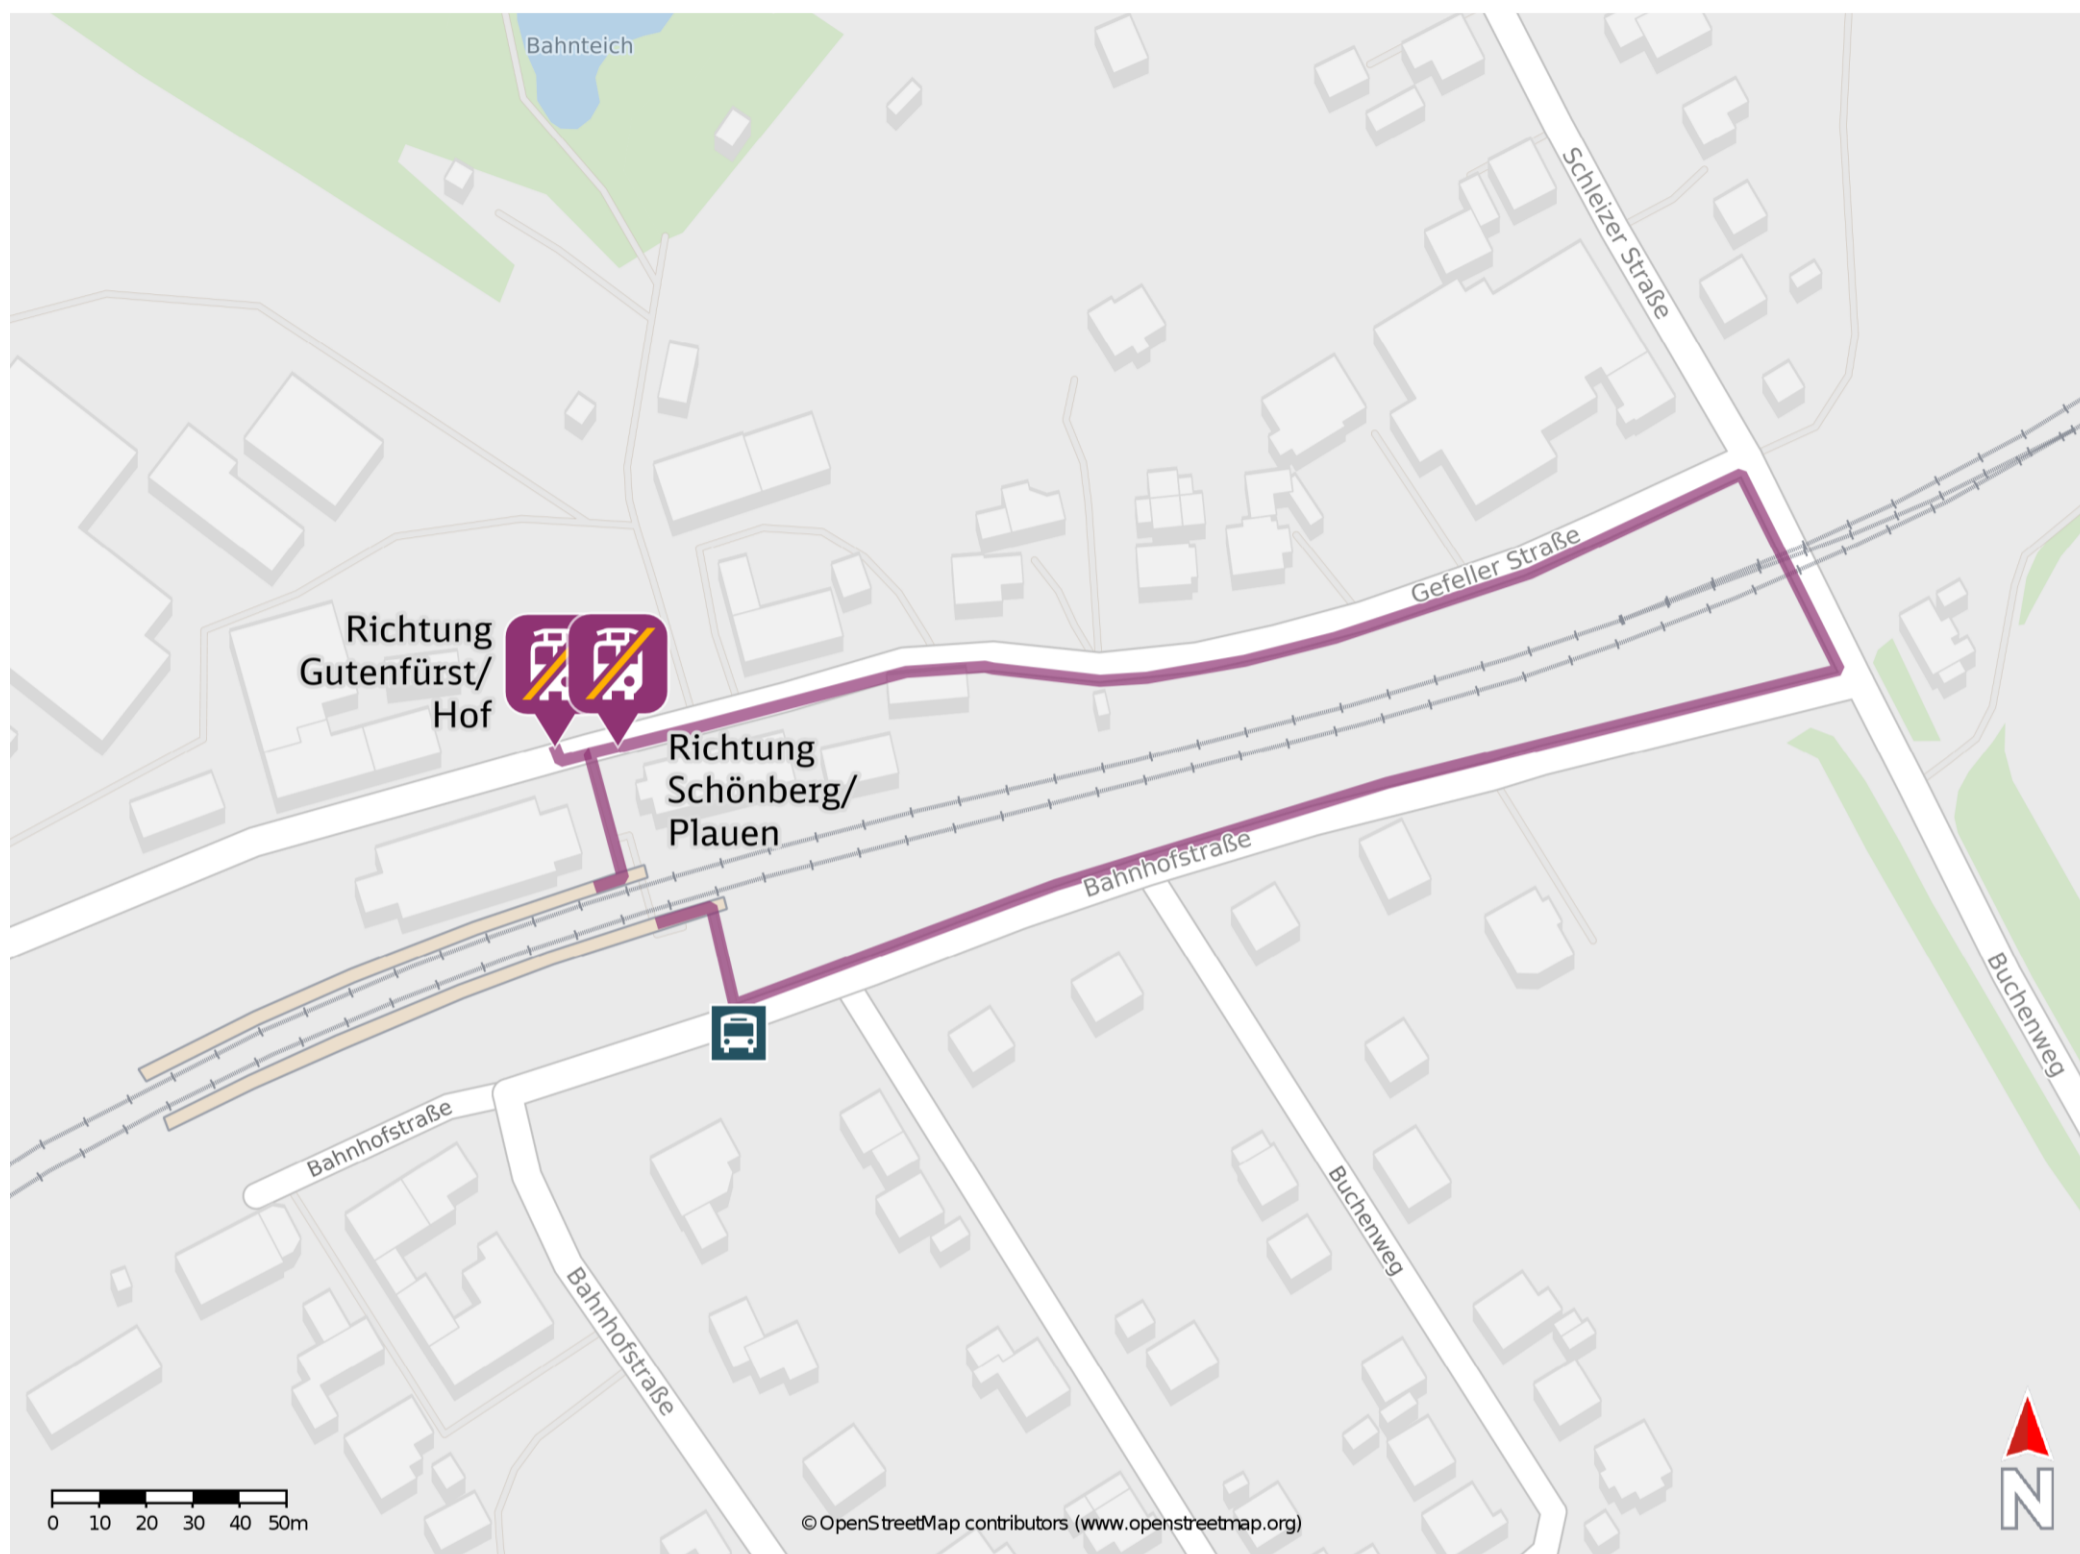 Bahnteich
Schleizer Straße
Gefeller Straße
Richtung
Gutenfürst/
Hof
Richtung
Schönberg/
Plauen
Bahnhofstraße
Buchenweg
Bahnhofstraße
Buchenweg
Bahnhofstraße
N
0 10 20 30 40 50m
© OpenStreetMap contributors (www.openstreetmap.org)